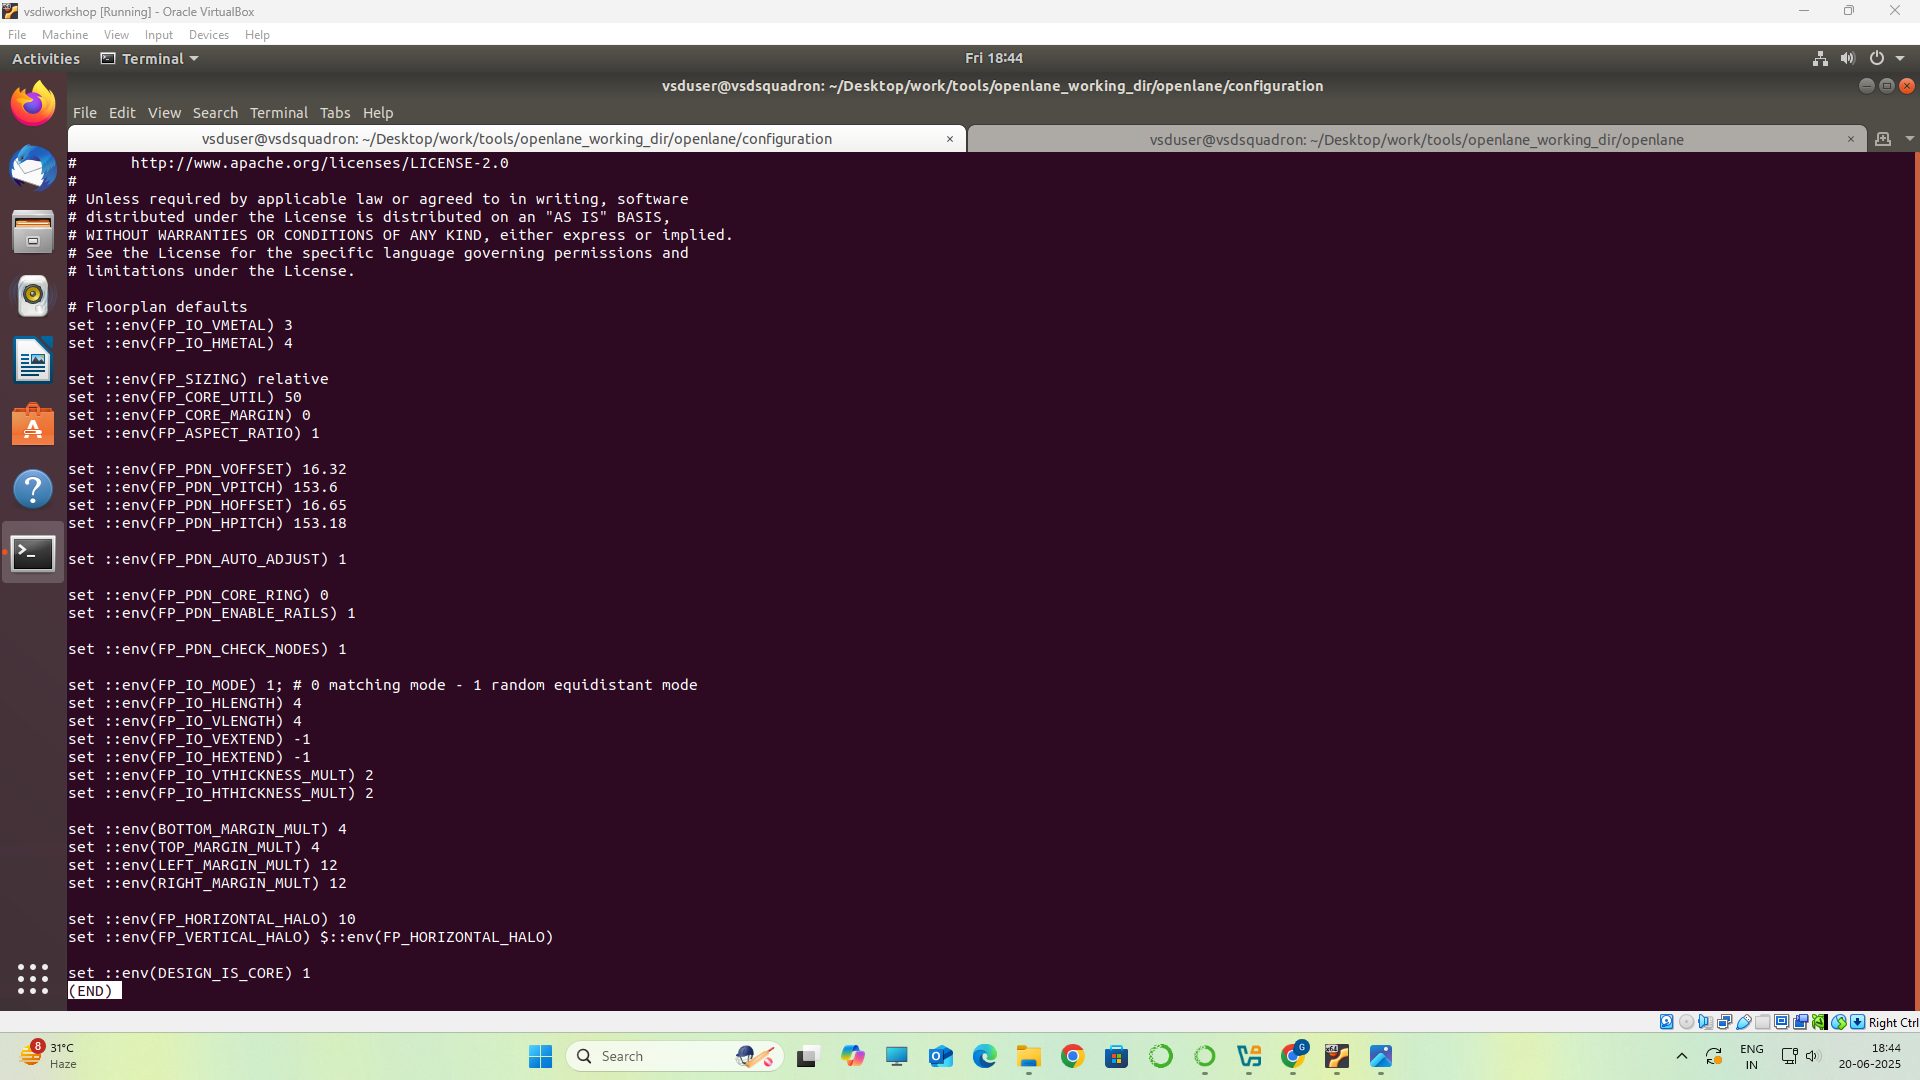 vsdiworkshop [Running] - Oracle VirtualBox
File Machine View Input Devices Help
Activities Terminal Fri 18:44
vsduser@vsdsquadron: ~/Desktop/work/tools/openlane_working_dir/openlane/configuration
File Edit View Search Terminal Tabs Help
vsduser@vsdsquadron: ~/Desktop/work/tools/openlane_working_dir/openlane/configuration × vsduser@vsdsquadron: ~/Desktop/work/tools/openlane_working_dir/openlane ×
#      http://www.apache.org/licenses/LICENSE-2.0
#
# Unless required by applicable law or agreed to in writing, software
# distributed under the License is distributed on an "AS IS" BASIS,
# WITHOUT WARRANTIES OR CONDITIONS OF ANY KIND, either express or implied.
# See the License for the specific language governing permissions and
# limitations under the License.
# Floorplan defaults
set ::env(FP_IO_VMETAL) 3
set ::env(FP_IO_HMETAL) 4
set ::env(FP_SIZING) relative
set ::env(FP_CORE_UTIL) 50
set ::env(FP_CORE_MARGIN) 0
set ::env(FP_ASPECT_RATIO) 1
set ::env(FP_PDN_VOFFSET) 16.32
set ::env(FP_PDN_VPITCH) 153.6
set ::env(FP_PDN_HOFFSET) 16.65
set ::env(FP_PDN_HPITCH) 153.18
set ::env(FP_PDN_AUTO_ADJUST) 1
set ::env(FP_PDN_CORE_RING) 0
set ::env(FP_PDN_ENABLE_RAILS) 1
set ::env(FP_PDN_CHECK_NODES) 1
set ::env(FP_IO_MODE) 1; # 0 matching mode - 1 random equidistant mode
set ::env(FP_IO_HLENGTH) 4
set ::env(FP_IO_VLENGTH) 4
set ::env(FP_IO_VEXTEND) -1
set ::env(FP_IO_HEXTEND) -1
set ::env(FP_IO_VTHICKNESS_MULT) 2
set ::env(FP_IO_HTHICKNESS_MULT) 2
set ::env(BOTTOM_MARGIN_MULT) 4
set ::env(TOP_MARGIN_MULT) 4
set ::env(LEFT_MARGIN_MULT) 12
set ::env(RIGHT_MARGIN_MULT) 12
set ::env(FP_HORIZONTAL_HALO) 10
set ::env(FP_VERTICAL_HALO) $::env(FP_HORIZONTAL_HALO)
set ::env(DESIGN_IS_CORE) 1
(END)
Right Ctrl
8 31°C
Haze
Search
G
ENG
IN
18:44
20-06-2025